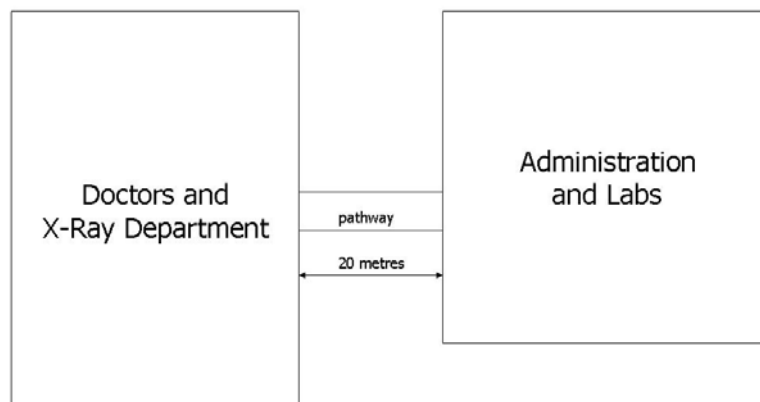 Doctors and
X-Ray Department
pathway
20 metres
Administration
and Labs